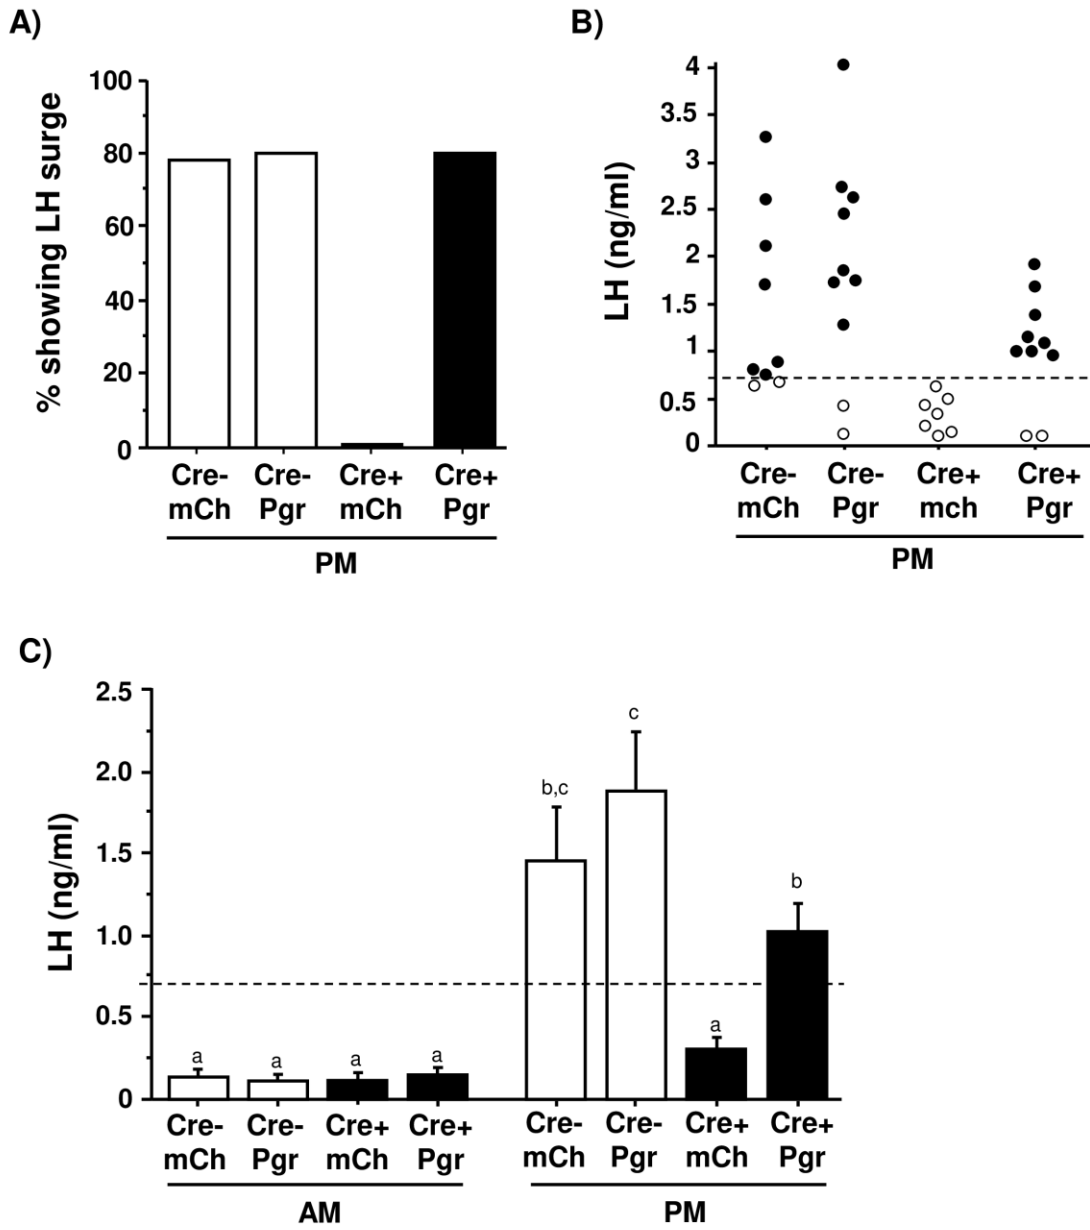 A)
% showing LH surge
100
80
60
40
20
0
Cre- Cre- Cre+ Cre+
mCh Pgr mCh Pgr
PM
B)
LH (ng/ml)
4
3.5
3
2.5
2
1.5
1
0.5
0
Cre- Cre- Cre+ Cre+
mCh Pgr mch Pgr
PM
C)
LH (ng/ml)
2.5
2.0
1.5
1.0
0.5
0
a a a a b,c c a b
Cre- Cre- Cre+ Cre+ Cre- Cre- Cre+ Cre+
mCh Pgr mCh Pgr mCh Pgr mCh Pgr
AM PM